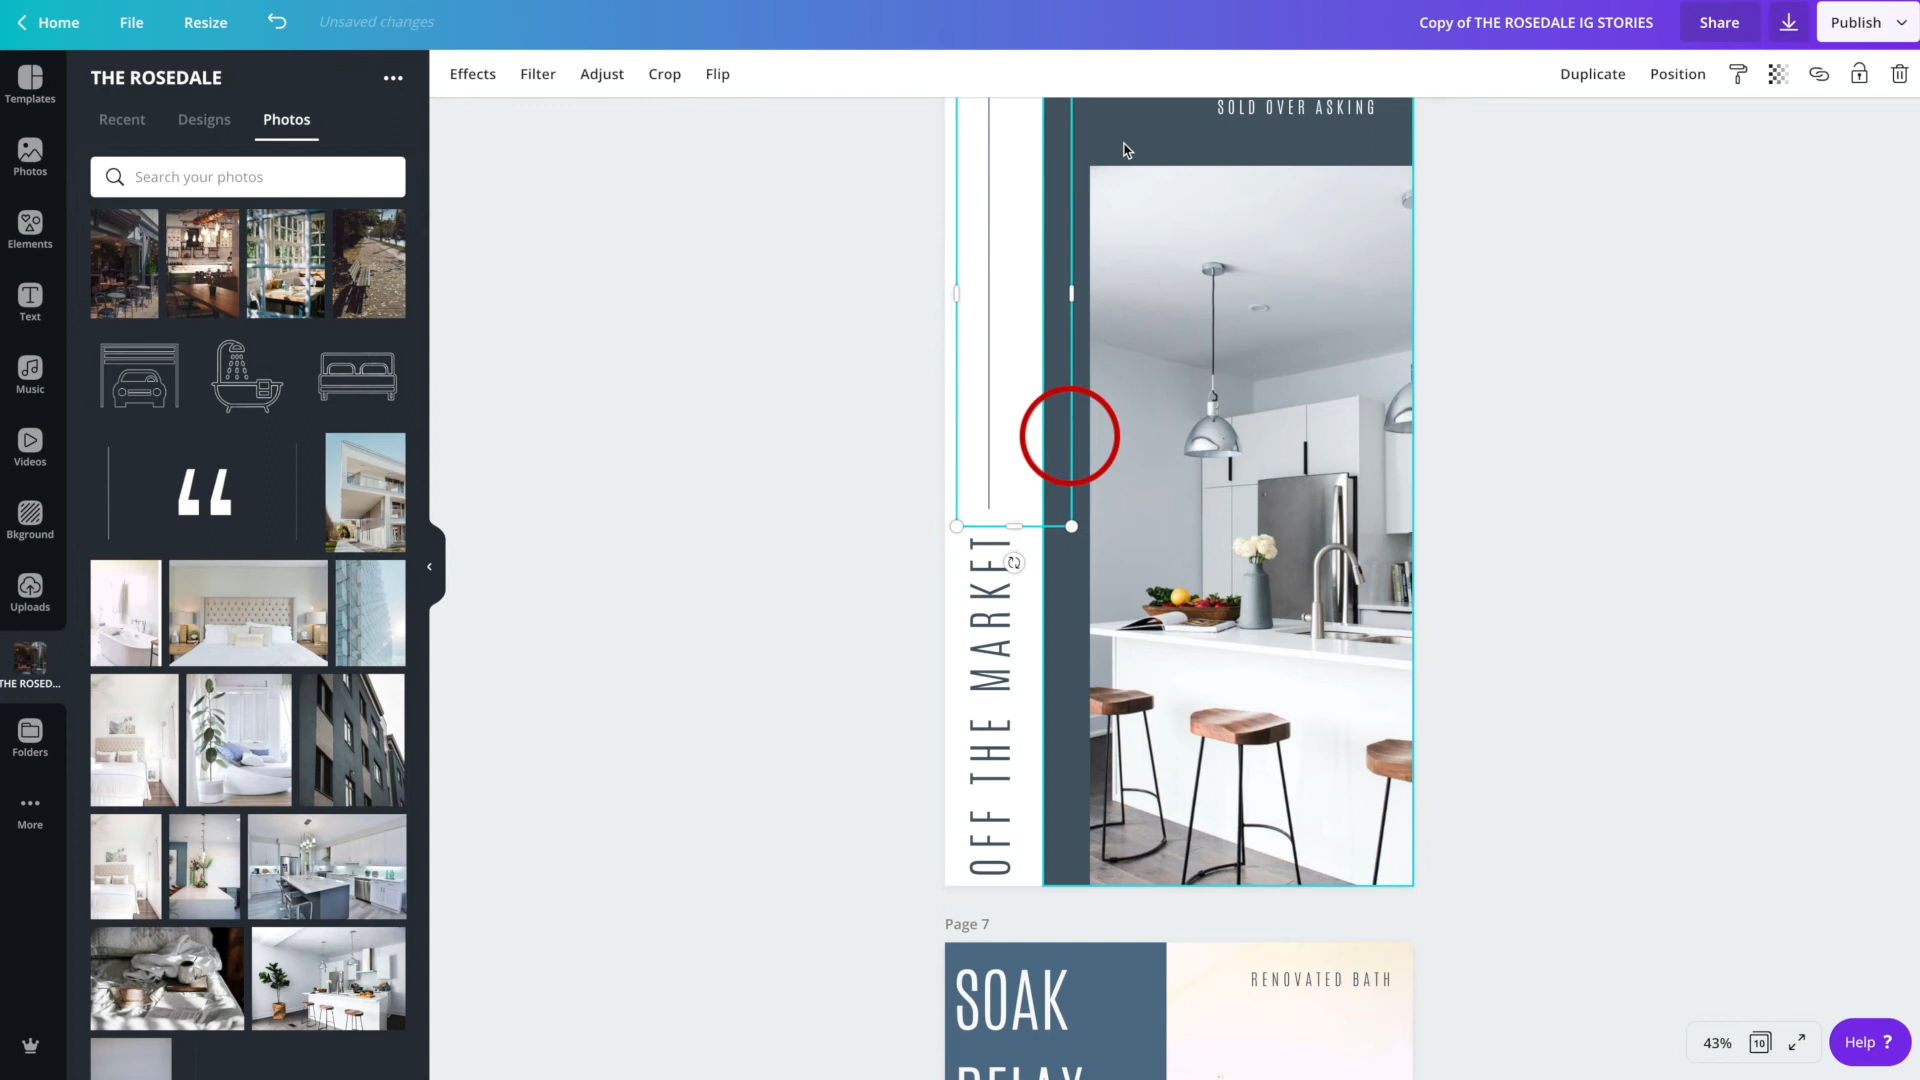 Home
File
Resize
Unsaved changes
Copy of THE ROSEDALE IG STORIES
Share
Publish
Templates
Photos
Elements
Text
Music
Videos
Bkground
Uploads
THE ROSED...
Folders
More
THE ROSEDALE
Recent
Designs
Photos
Search your photos
“
Effects
Filter
Adjust
Crop
Flip
Duplicate
Position
SOLD OVER ASKING
OFF THE MARKET
Page 7
SOAK
RELAX
RENOVATED BATH
43%
10
Help ?